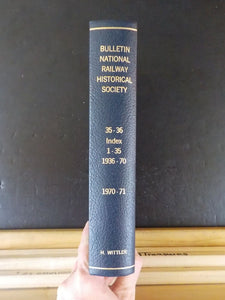 BULLETIN
NATIONAL
RAILWAY
HISTORICAL
SOCIETY
35-36
Index
1-35
1936-70
1970-71
H. WITTLER